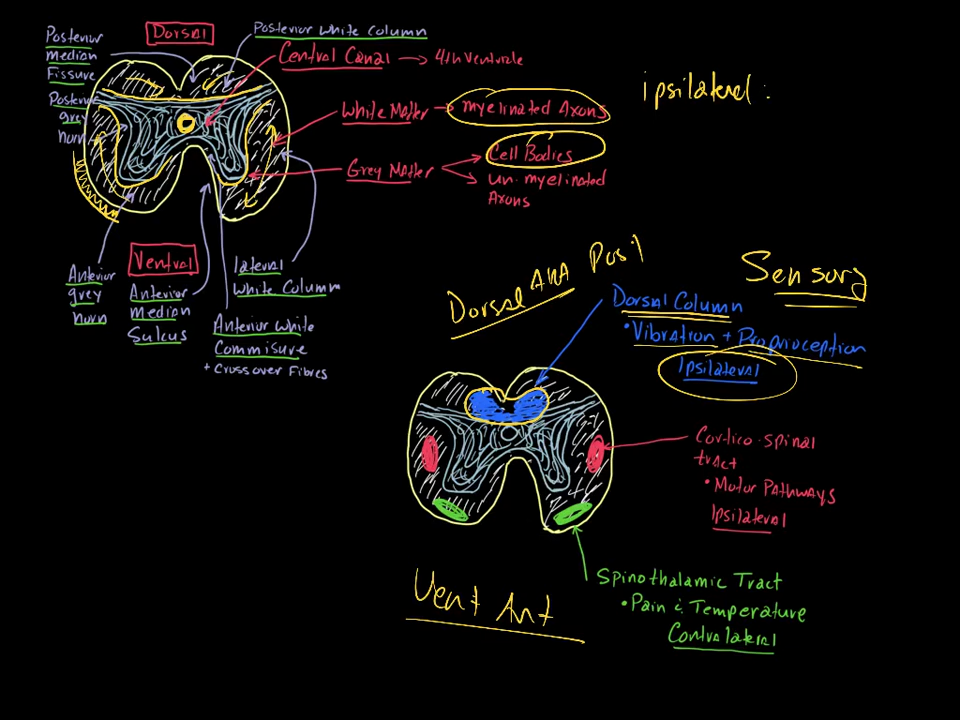 Posterior
median
Fissure
Dorsal
Posterior White Column
Central Canal → 4th Ventricle
Posterior
grey
horn
White Matter → myelinated Axons
Grey Matter
Cell Bodies
un-myelinated
Axons
Ventral
Anterior
grey
horn
Anterior
median
Sulcus
lateral
White Column
Anterior White
Commisure
+ Crossover Fibres
ipsilateral :
Sensory
Dorsal AKA Post
Dorsal Column
• Vibration + Proprioception
Ipsilateral
Cortico-spinal
tract
• Motor Pathways
Ipsilateral
Spinothalamic Tract
• Pain & Temperature
Contralateral
Vent Ant